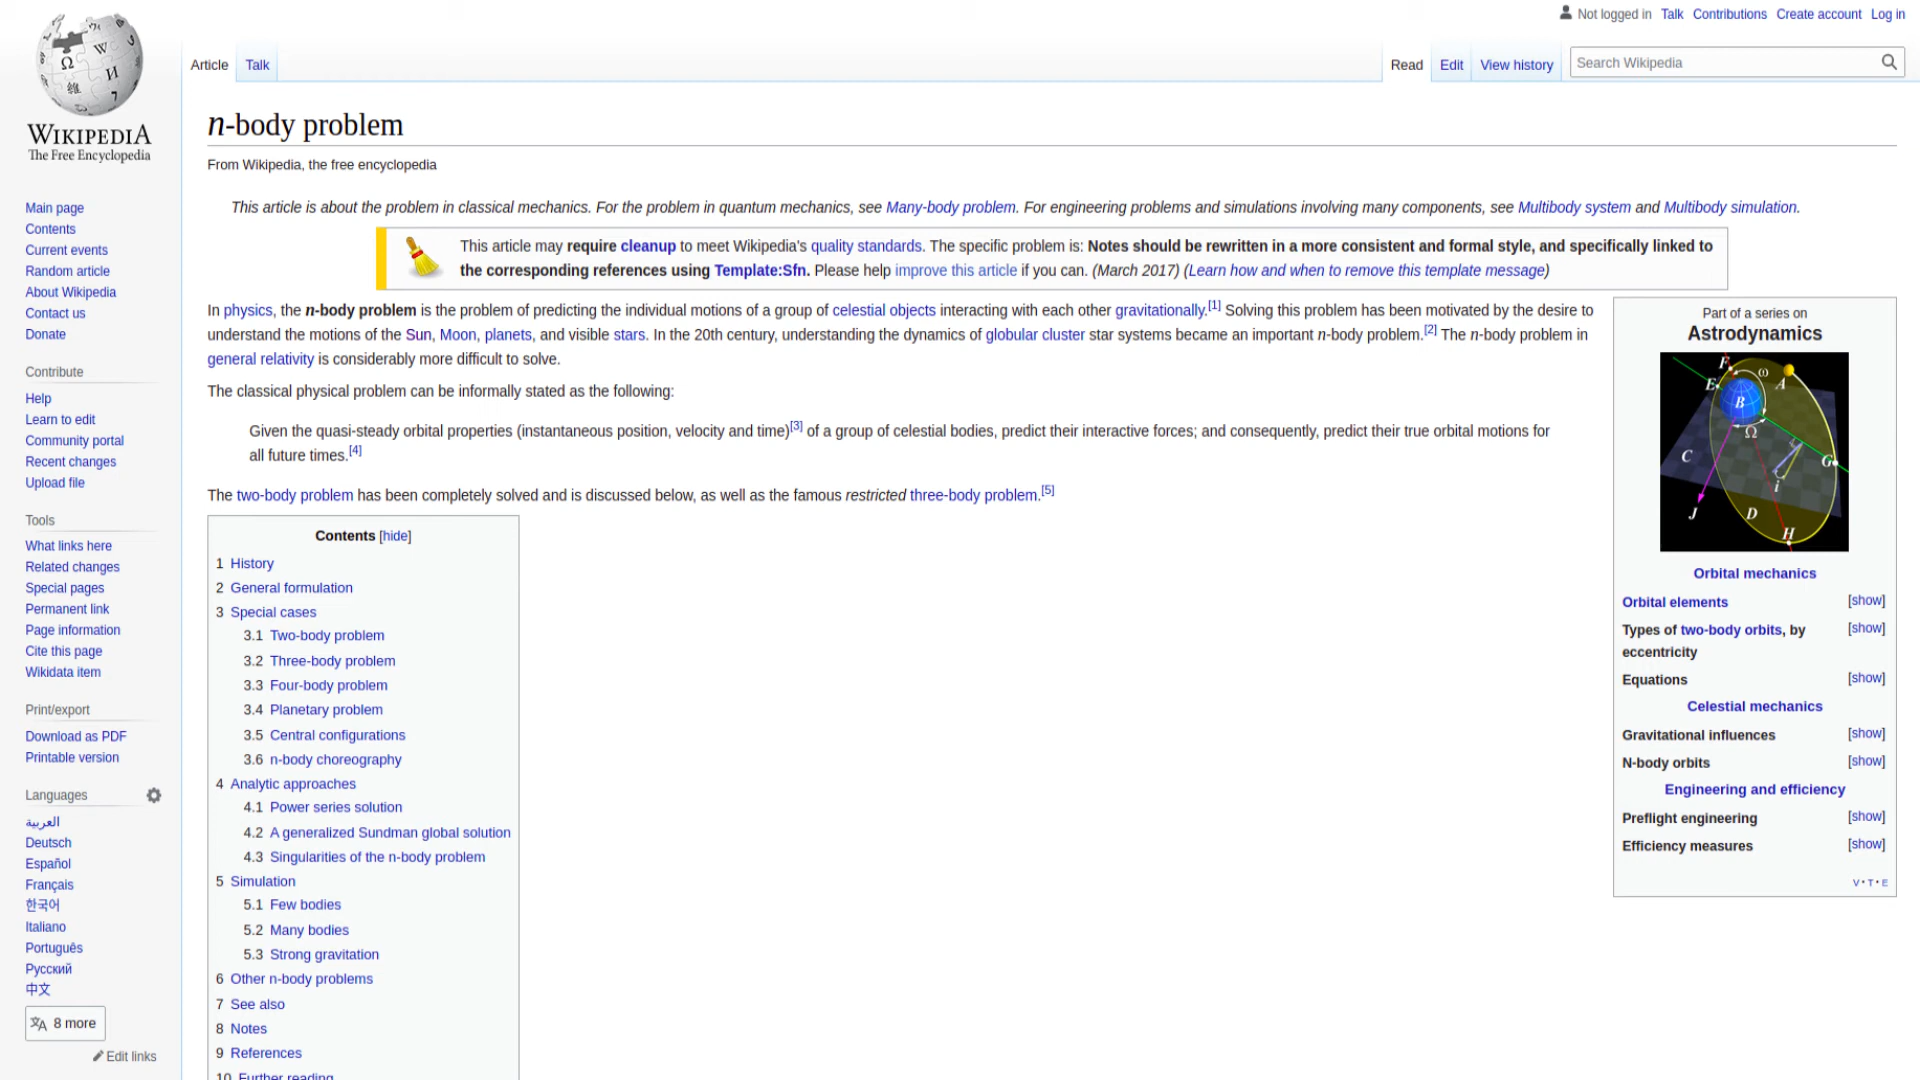 Not logged in Talk Contributions Create account Log in
Article Talk Read Edit View history Search Wikipedia
WIKIPEDIA
The Free Encyclopedia
Main page
Contents
Current events
Random article
About Wikipedia
Contact us
Donate
Contribute
Help
Learn to edit
Community portal
Recent changes
Upload file
Tools
What links here
Related changes
Special pages
Permanent link
Page information
Cite this page
Wikidata item
Print/export
Download as PDF
Printable version
Languages
العربية
Deutsch
Español
Français
한국어
Italiano
Português
Русский
中文
8 more
Edit links
n-body problem
From Wikipedia, the free encyclopedia
This article is about the problem in classical mechanics. For the problem in quantum mechanics, see Many-body problem. For engineering problems and simulations involving many components, see Multibody system and Multibody simulation.
This article may require cleanup to meet Wikipedia's quality standards. The specific problem is: Notes should be rewritten in a more consistent and formal style, and specifically linked to
the corresponding references using Template:Sfn. Please help improve this article if you can. (March 2017) (Learn how and when to remove this template message)
In physics, the n-body problem is the problem of predicting the individual motions of a group of celestial objects interacting with each other gravitationally.[1] Solving this problem has been motivated by the desire to
understand the motions of the Sun, Moon, planets, and visible stars. In the 20th century, understanding the dynamics of globular cluster star systems became an important n-body problem.[2] The n-body problem in
general relativity is considerably more difficult to solve.
The classical physical problem can be informally stated as the following:
Given the quasi-steady orbital properties (instantaneous position, velocity and time)[3] of a group of celestial bodies, predict their interactive forces; and consequently, predict their true orbital motions for
all future times.[4]
The two-body problem has been completely solved and is discussed below, as well as the famous restricted three-body problem.[5]
Contents [hide]
1 History
2 General formulation
3 Special cases
3.1 Two-body problem
3.2 Three-body problem
3.3 Four-body problem
3.4 Planetary problem
3.5 Central configurations
3.6 n-body choreography
4 Analytic approaches
4.1 Power series solution
4.2 A generalized Sundman global solution
4.3 Singularities of the n-body problem
5 Simulation
5.1 Few bodies
5.2 Many bodies
5.3 Strong gravitation
6 Other n-body problems
7 See also
8 Notes
9 References
10 Further reading
Part of a series on
Astrodynamics
F ω
E A
B
Ω
C G
i
J D
H
Orbital mechanics
Orbital elements [show]
Types of two-body orbits, by [show]
eccentricity
Equations [show]
Celestial mechanics
Gravitational influences [show]
N-body orbits [show]
Engineering and efficiency
Preflight engineering [show]
Efficiency measures [show]
V · T · E